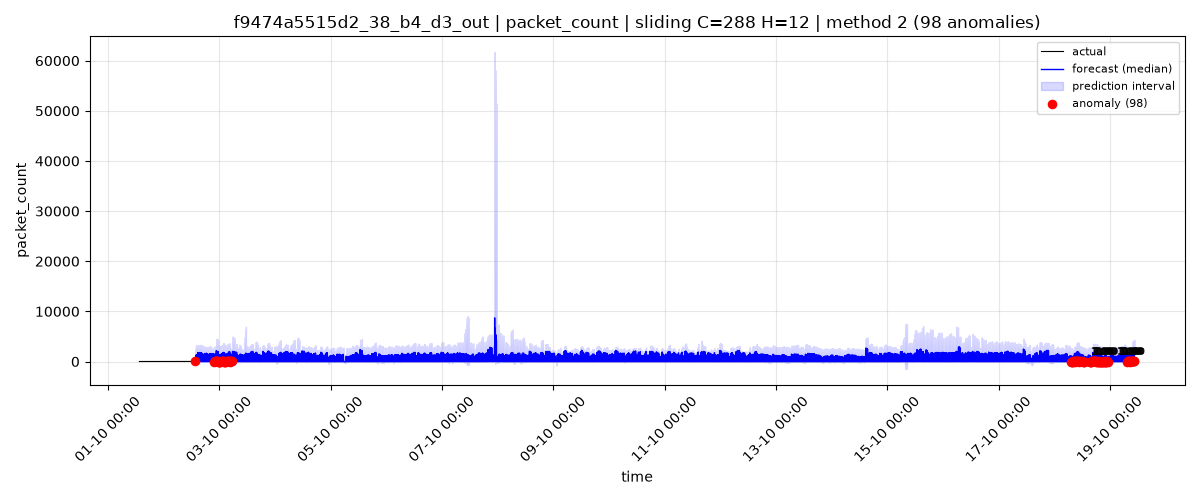 f9474a5515d2_38_b4_d3_out | packet_count | sliding C=288 H=12 | method 2 (98 anomalies)
actual
forecast (median)
prediction interval
anomaly (98)
packet_count
60000
50000
40000
30000
20000
10000
0
01-10 00:00
03-10 00:00
05-10 00:00
07-10 00:00
09-10 00:00
11-10 00:00
13-10 00:00
15-10 00:00
17-10 00:00
19-10 00:00
time